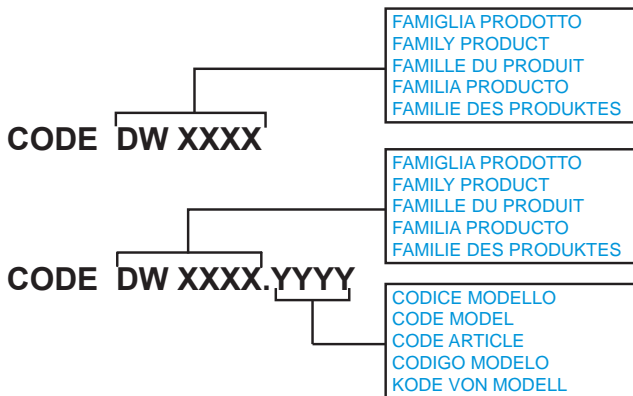 FAMIGLIA PRODOTTO
FAMILY PRODUCT
FAMILLE DU PRODUIT
FAMILIA PRODUCTO
FAMILIE DES PRODUKTES
CODE DW XXXX
FAMIGLIA PRODOTTO
FAMILY PRODUCT
FAMILLE DU PRODUIT
FAMILIA PRODUCTO
FAMILIE DES PRODUKTES
CODE DW XXXX.YYYY
CODICE MODELLO
CODE MODEL
CODE ARTICLE
CODIGO MODELO
KODE VON MODELL